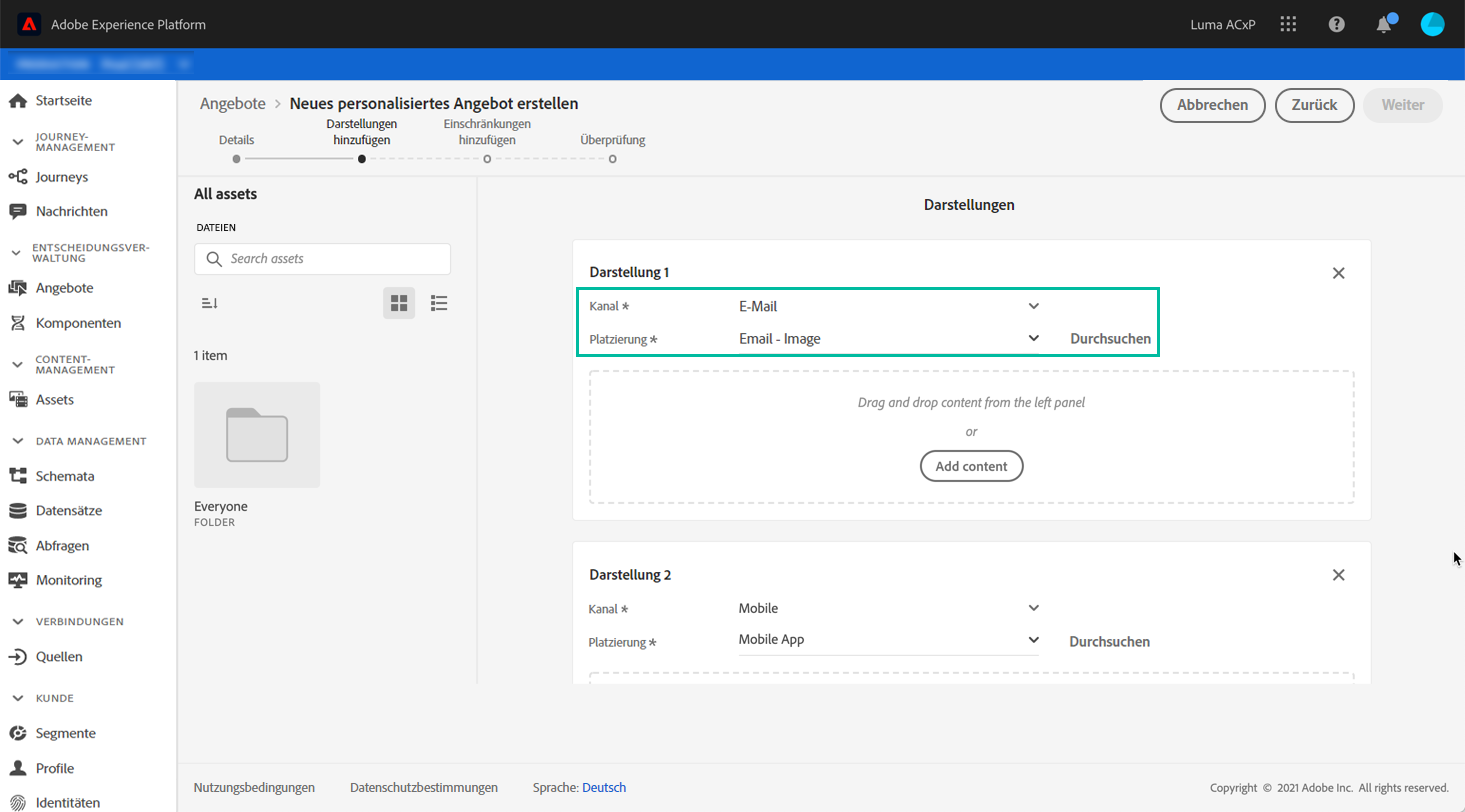 Adobe Experience Platform
Luma ACxP
Startseite
JOURNEY-
MANAGEMENT
Journeys
Nachrichten
ENTSCHEIDUNGSVER-
WALTUNG
Angebote
Komponenten
CONTENT-
MANAGEMENT
Assets
DATA MANAGEMENT
Schemata
Datensätze
Abfragen
Monitoring
VERBINDUNGEN
Quellen
KUNDE
Segmente
Profile
Identitäten
Angebote > Neues personalisiertes Angebot erstellen
Abbrechen
Zurück
Weiter
Details
Darstellungen
hinzufügen
Einschränkungen
hinzufügen
Überprüfung
All assets
DATEIEN
Search assets
1 item
Everyone
FOLDER
Darstellungen
Darstellung 1
Kanal * E-Mail
Platzierung * Email - Image Durchsuchen
Drag and drop content from the left panel
or
Add content
Darstellung 2
Kanal * Mobile
Platzierung * Mobile App Durchsuchen
Nutzungsbedingungen Datenschutzbestimmungen Sprache: Deutsch
Copyright © 2021 Adobe Inc. All rights reserved.